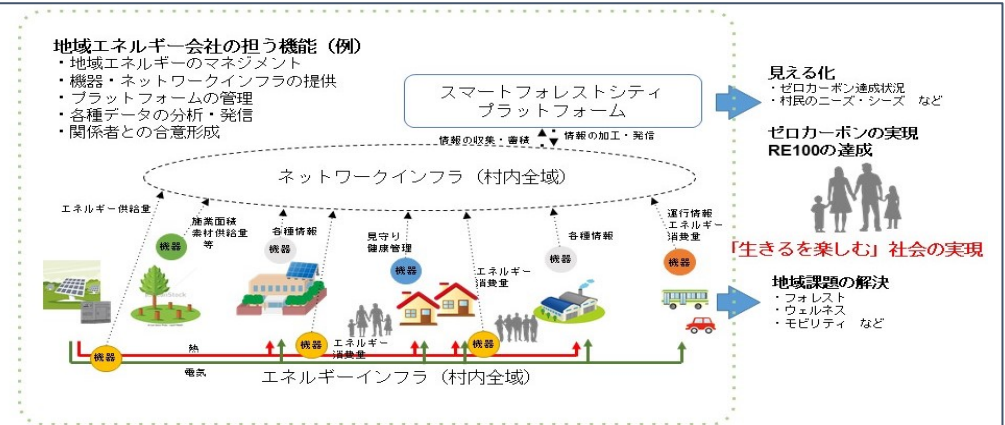 地域エネルギー会社の担う機能（例）
・地域エネルギーのマネジメント
・機器・ネットワークインフラの提供
・プラットフォームの管理
・各種データの分析・発信
・関係者との合意形成
スマートフォレストシティ
プラットフォーム
情報の収集・蓄積
情報の加工・発信
ネットワークインフラ（村内全域）
エネルギー供給量
施業面積
素材供給量
等
機器
各種情報
機器
見守り
健康管理
機器
エネルギー
消費量
各種情報
機器
運行情報
エネルギー
消費量
機器
機器
機器
エネルギー
消費量
機器
熱
電気
エネルギーインフラ（村内全域）
見える化
・ゼロカーボン達成状況
・村民のニーズ・シーズ　など
ゼロカーボンの実現
RE100の達成
「生きるを楽しむ」社会の実現
地域課題の解決
・フォレスト
・ウェルネス
・モビリティ　など